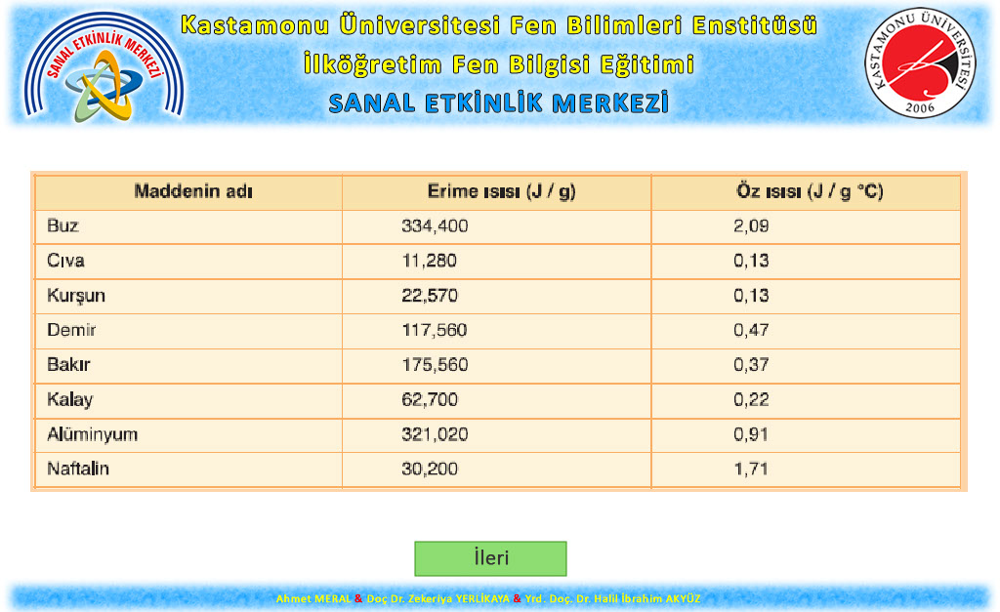 Kastamonu Üniversitesi Fen Bilimleri Enstitüsü
İlköğretim Fen Bilgisi Eğitimi
SANAL ETKİNLİK MERKEZİ
SANAL ETKİNLİK MERKEZİ
KASTAMONU ÜNİVERSİTESİ
2006
Maddenin adı Erime ısısı (J / g) Öz ısısı (J / g °C)
Buz 334,400 2,09
Cıva 11,280 0,13
Kurşun 22,570 0,13
Demir 117,560 0,47
Bakır 175,560 0,37
Kalay 62,700 0,22
Alüminyum 321,020 0,91
Naftalin 30,200 1,71
İleri
Ahmet MERAL & Doç Dr. Zekeriya YERLİKAYA & Yrd. Doç. Dr. Halil İbrahim AKYÜZ